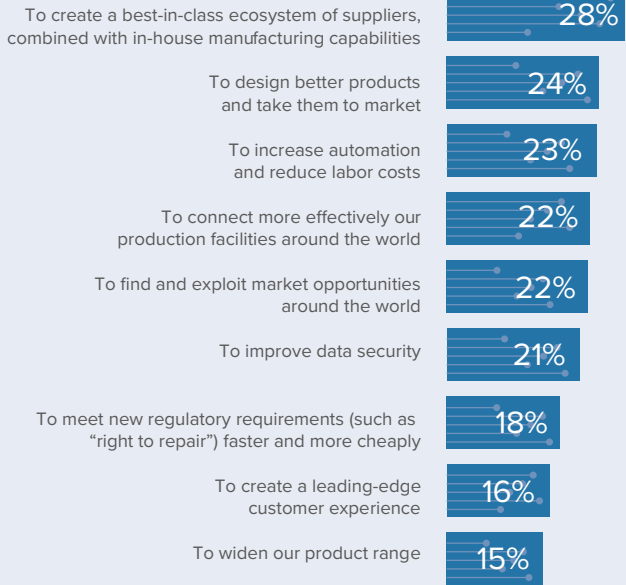 To create a best-in-class ecosystem of suppliers,
combined with in-house manufacturing capabilities
28%
To design better products
and take them to market
24%
To increase automation
and reduce labor costs
23%
To connect more effectively our
production facilities around the world
22%
To find and exploit market opportunities
around the world
22%
To improve data security
21%
To meet new regulatory requirements (such as
“right to repair”) faster and more cheaply
18%
To create a leading-edge
customer experience
16%
To widen our product range
15%